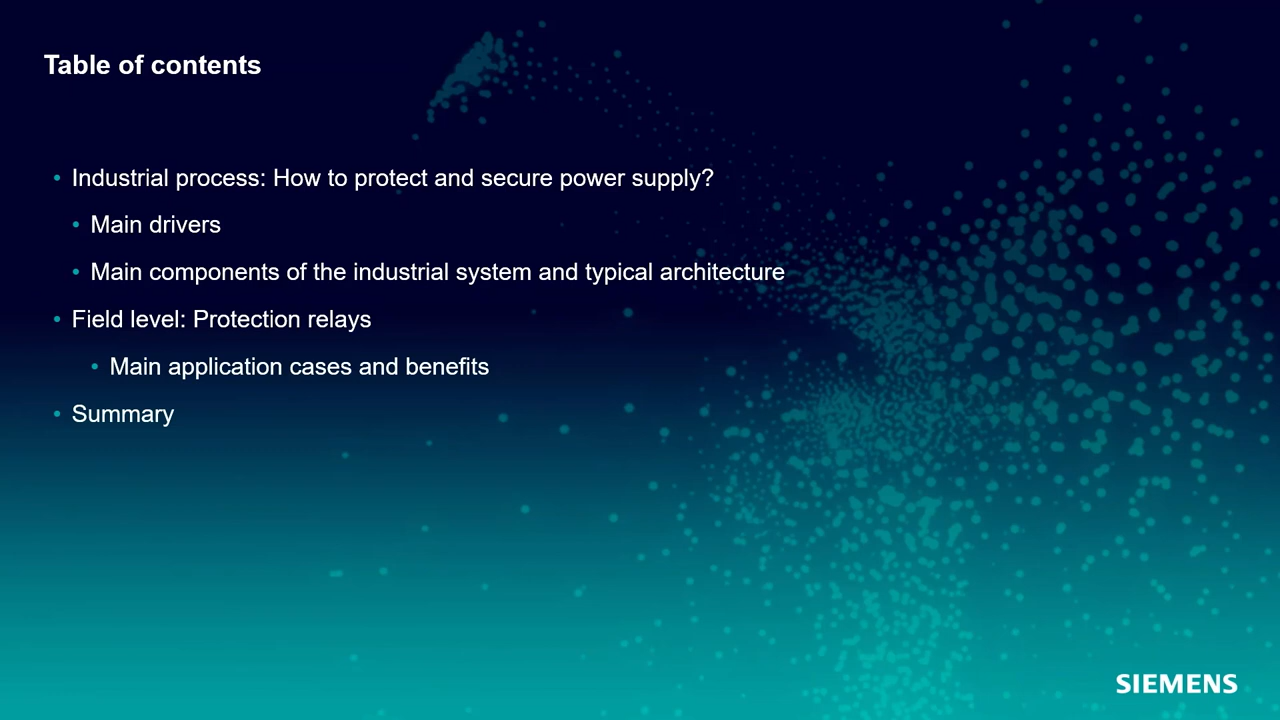 Table of contents
• Industrial process: How to protect and secure power supply?
• Main drivers
• Main components of the industrial system and typical architecture
• Field level: Protection relays
• Main application cases and benefits
• Summary
SIEMENS